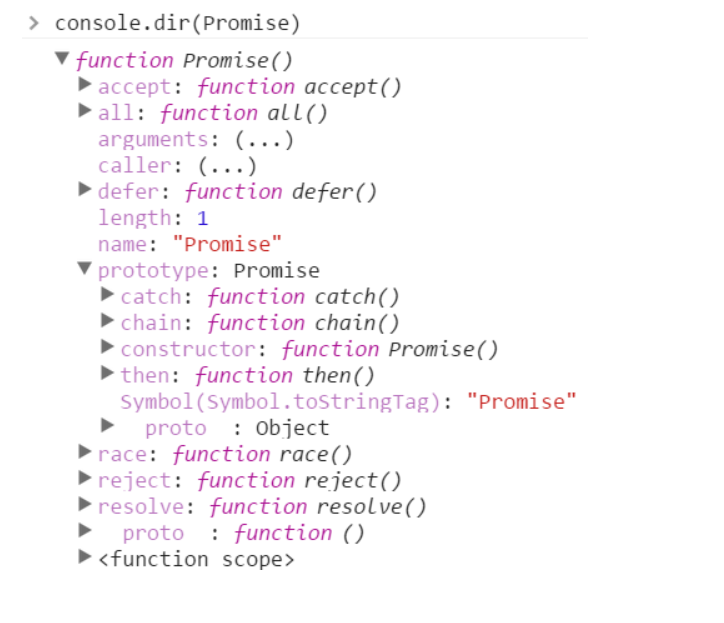 > console.dir(Promise)
▼function Promise()
▶accept: function accept()
▶all: function all()
arguments: (...)
caller: (...)
▶defer: function defer()
length: 1
name: "Promise"
▼prototype: Promise
▶catch: function catch()
▶chain: function chain()
▶constructor: function Promise()
▶then: function then()
Symbol(Symbol.toStringTag): "Promise"
▶ proto : Object
▶race: function race()
▶reject: function reject()
▶resolve: function resolve()
▶ proto : function ()
▶<function scope>